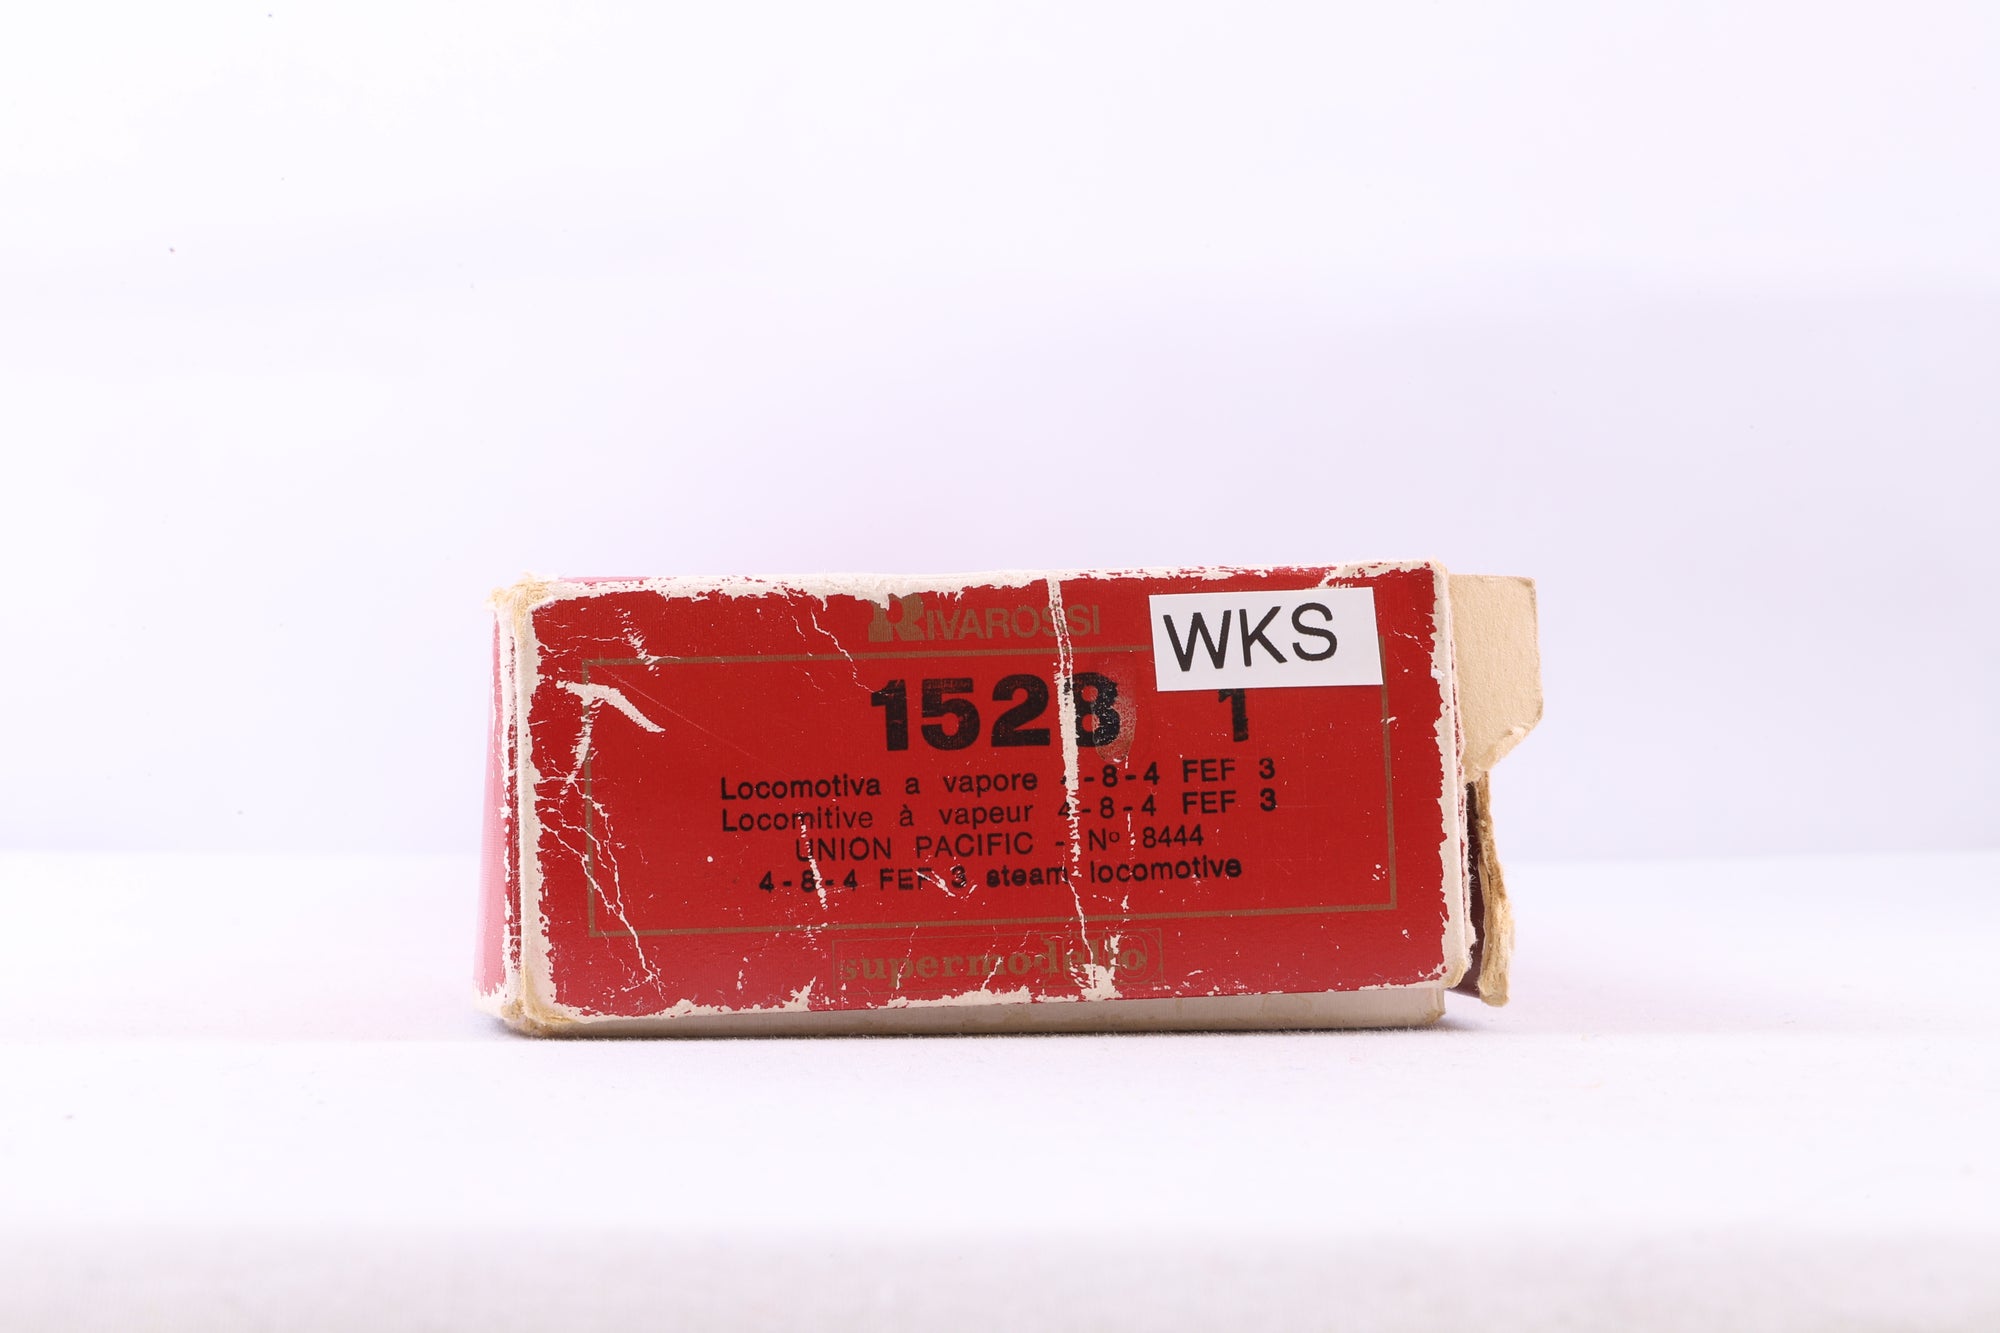 RIVAROSSI
WKS
1528 1
Locomotiva a vapore 4-8-4 FEF 3
Locomitive à vapeur 4-8-4 FEF 3
UNION PACIFIC - Nº 8444
4-8-4 FEF 3 steam locomotive
supermodello